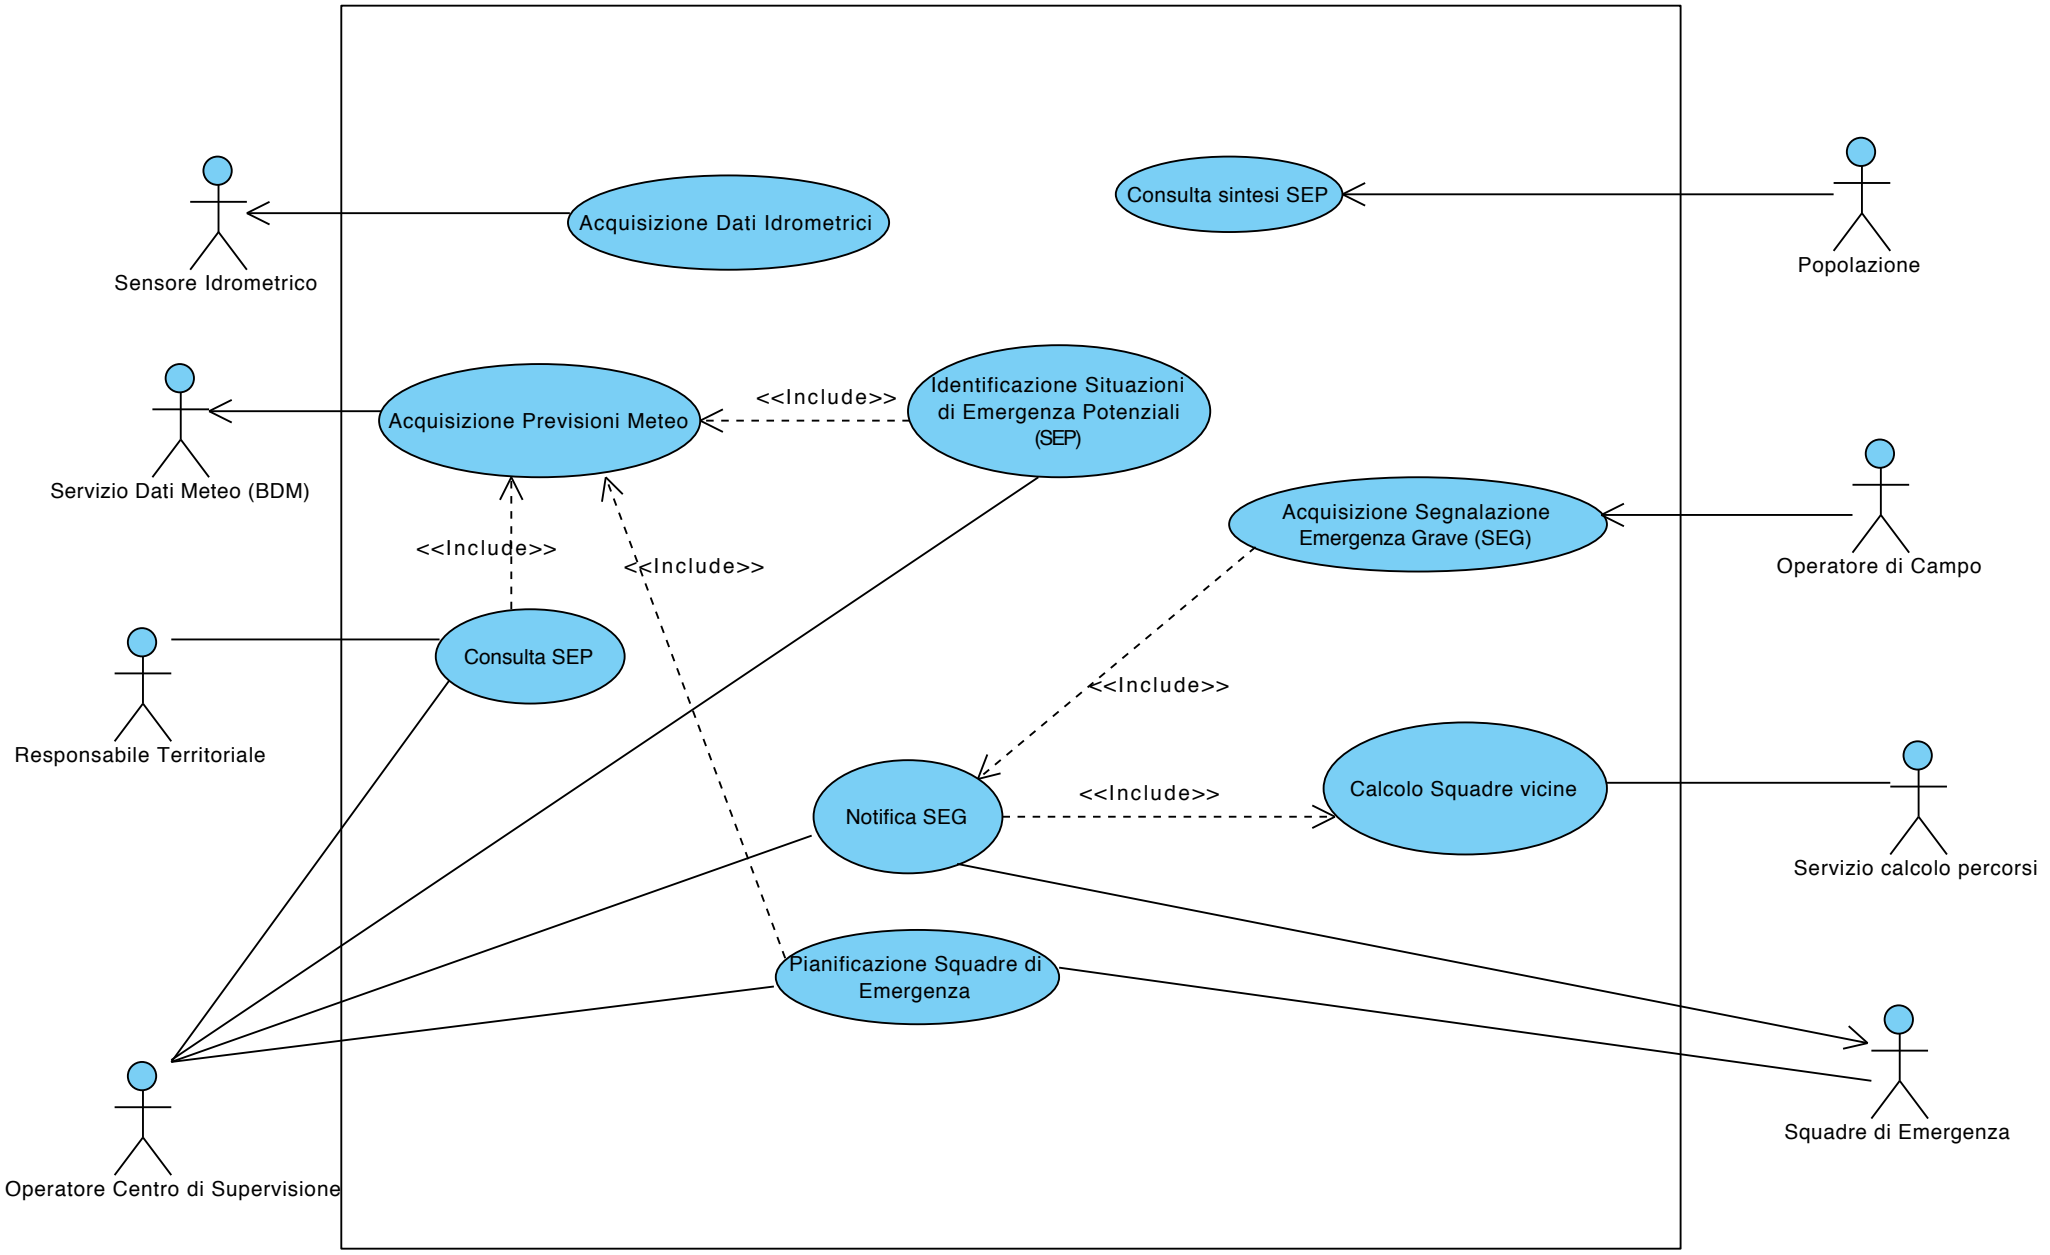 Acquisizione Dati Idrometrici
Consulta sintesi SEP
Sensore Idrometrico
Popolazione
Acquisizione Previsioni Meteo
<<Include>>
Identificazione Situazioni
di Emergenza Potenziali
(SEP)
Servizio Dati Meteo (BDM)
Acquisizione Segnalazione
Emergenza Grave (SEG)
Operatore di Campo
<<Include>>
<<Include>>
Consulta SEP
Responsabile Territoriale
<<Include>>
Notifica SEG
<<Include>>
Calcolo Squadre vicine
Servizio calcolo percorsi
Pianificazione Squadre di
Emergenza
Squadre di Emergenza
Operatore Centro di Supervisione